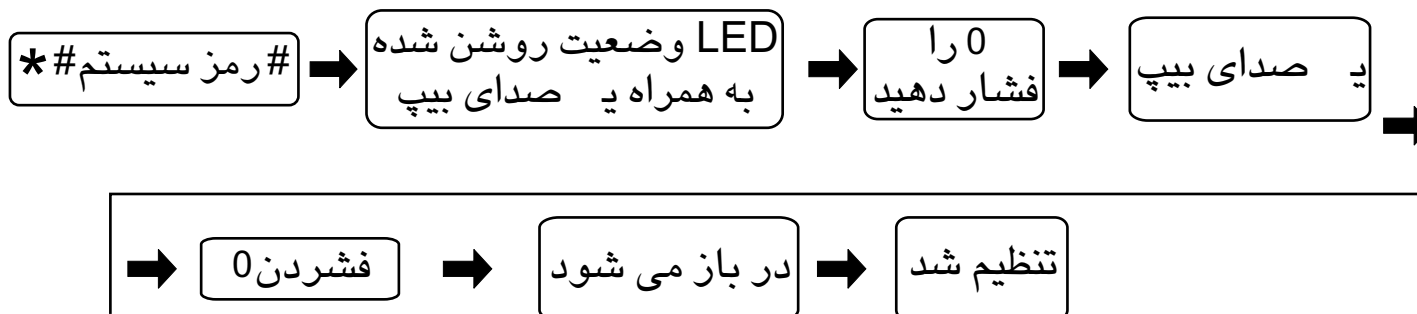 *#رمز سیستم#
LED وضعیت روشن شده
به همراه یـ صدای بیپ
0 را
فشار دهید
یـ صدای بیپ
فشردن0
در باز می شود
تنظیم شد